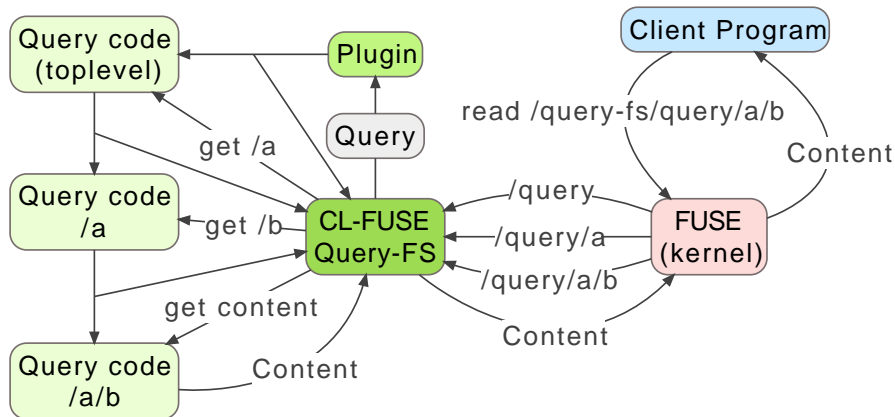 Query code
(toplevel)
Plugin
Client Program
Query
read /query-fs/query/a/b
get /a
Content
Query code
/a
get /b
CL-FUSE
Query-FS
/query
/query/a
/query/a/b
FUSE
(kernel)
get content
Content
Query code
/a/b
Content